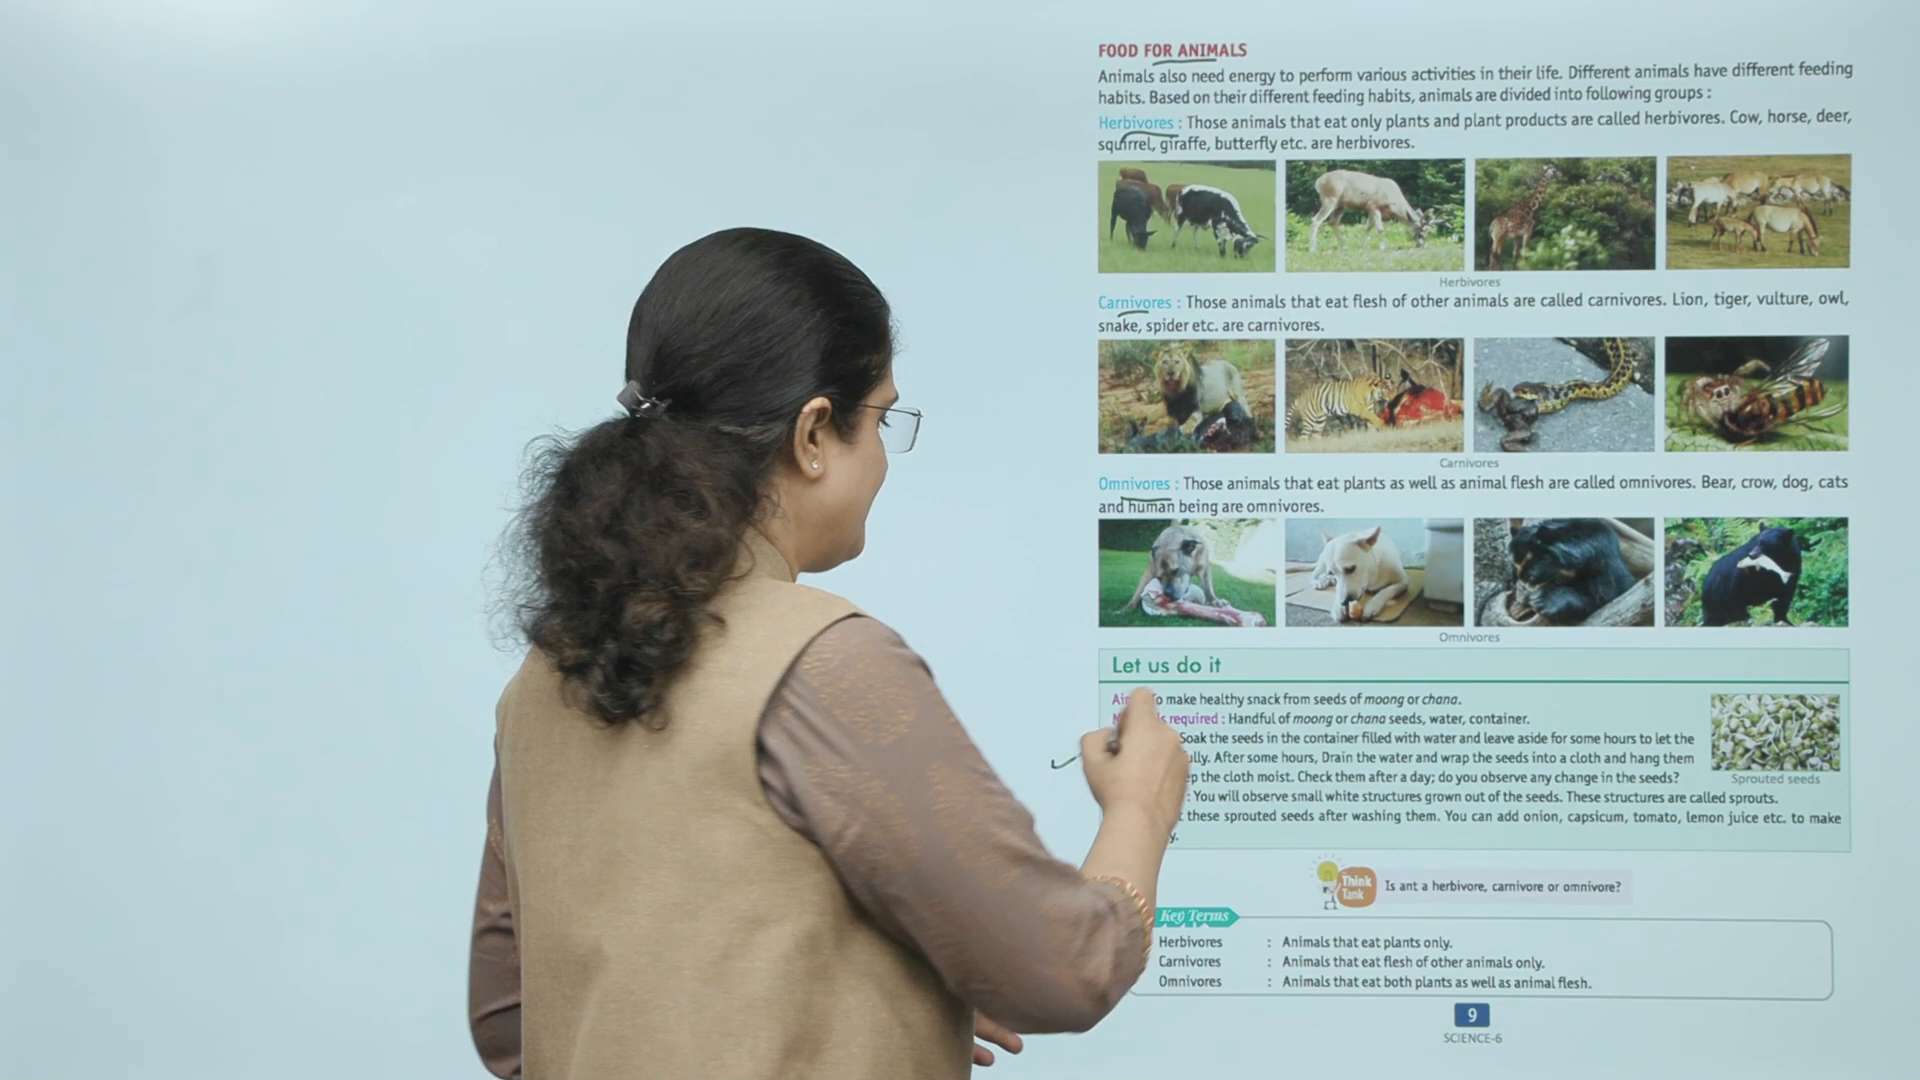 FOOD FOR ANIMALS
Animals also need energy to perform various activities in their life. Different animals have different feeding
habits. Based on their different feeding habits, animals are divided into following groups :
Herbivores : Those animals that eat only plants and plant products are called herbivores. Cow, horse, deer,
squirrel, giraffe, butterfly etc. are herbivores.
Herbivores
Carnivores : Those animals that eat flesh of other animals are called carnivores. Lion, tiger, vulture, owl,
snake, spider etc. are carnivores.
Carnivores
Omnivores : Those animals that eat plants as well as animal flesh are called omnivores. Bear, crow, dog, cats
and human being are omnivores.
Omnivores
Let us do it
To make healthy snack from seeds of moong or chana.
required : Handful of moong or chana seeds, water, container.
Soak the seeds in the container filled with water and leave aside for some hours to let the
After some hours, Drain the water and wrap the seeds into a cloth and hang them
the cloth moist. Check them after a day; do you observe any change in the seeds?
Sprouted seeds
: You will observe small white structures grown out of the seeds. These structures are called sprouts.
these sprouted seeds after washing them. You can add onion, capsicum, tomato, lemon juice etc. to make
Think
Tank
Is ant a herbivore, carnivore or omnivore?
Key Terms
Herbivores : Animals that eat plants only.
Carnivores : Animals that eat flesh of other animals only.
Omnivores : Animals that eat both plants as well as animal flesh.
9
SCIENCE-6